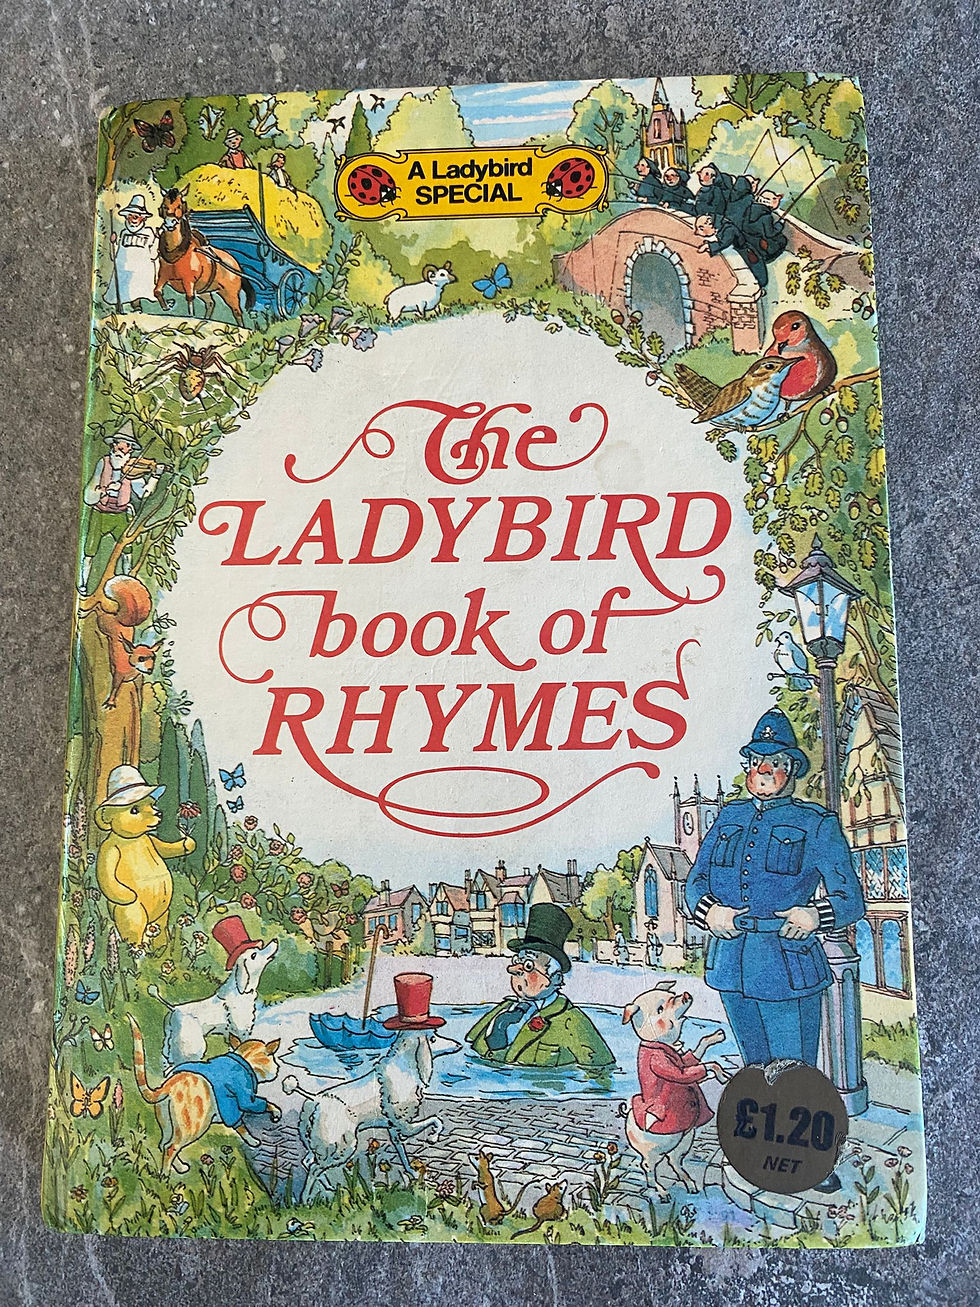 A Ladybird
SPECIAL
The
LADYBIRD
book of
RHYMES
£1.20
NET